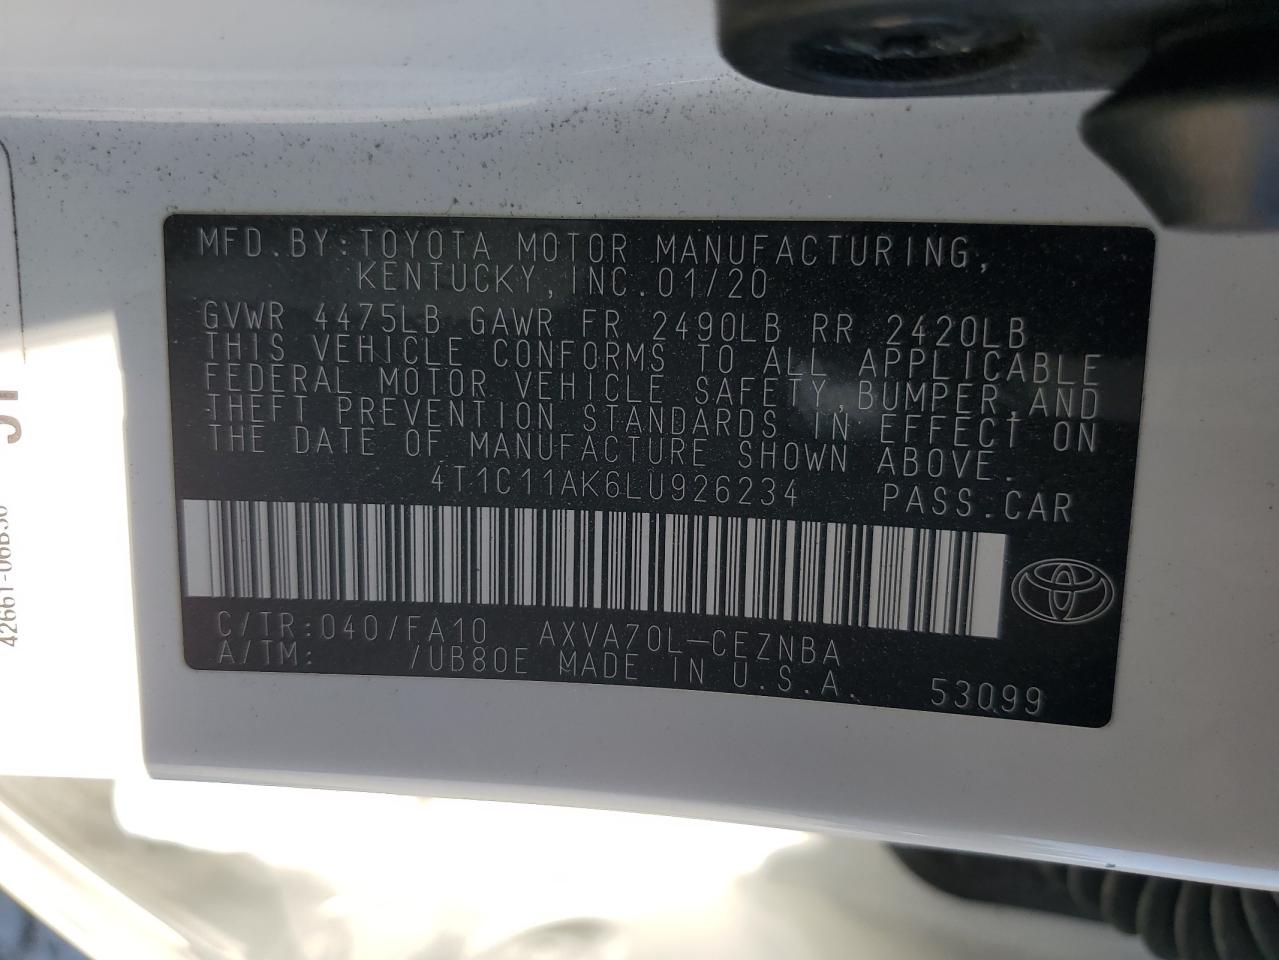 MFD.BY:TOYOTA MOTOR MANUFACTURING,
KENTUCKY,INC.01/20
GVWR 4475LB GAWR FR 2490LB RR 2420LB
THIS VEHICLE CONFORMS TO ALL APPLICABLE
FEDERAL MOTOR VEHICLE SAFETY,BUMPER,AND
THEFT PREVENTION STANDARDS IN EFFECT ON
THE DATE OF MANUFACTURE SHOWN ABOVE.
4T1C11AK6LU926234 PASS.CAR
C/TR:040/FA10 AXVA70L-CEZNBA
A/TM: /UB80E MADE IN U.S.A.
53Q99